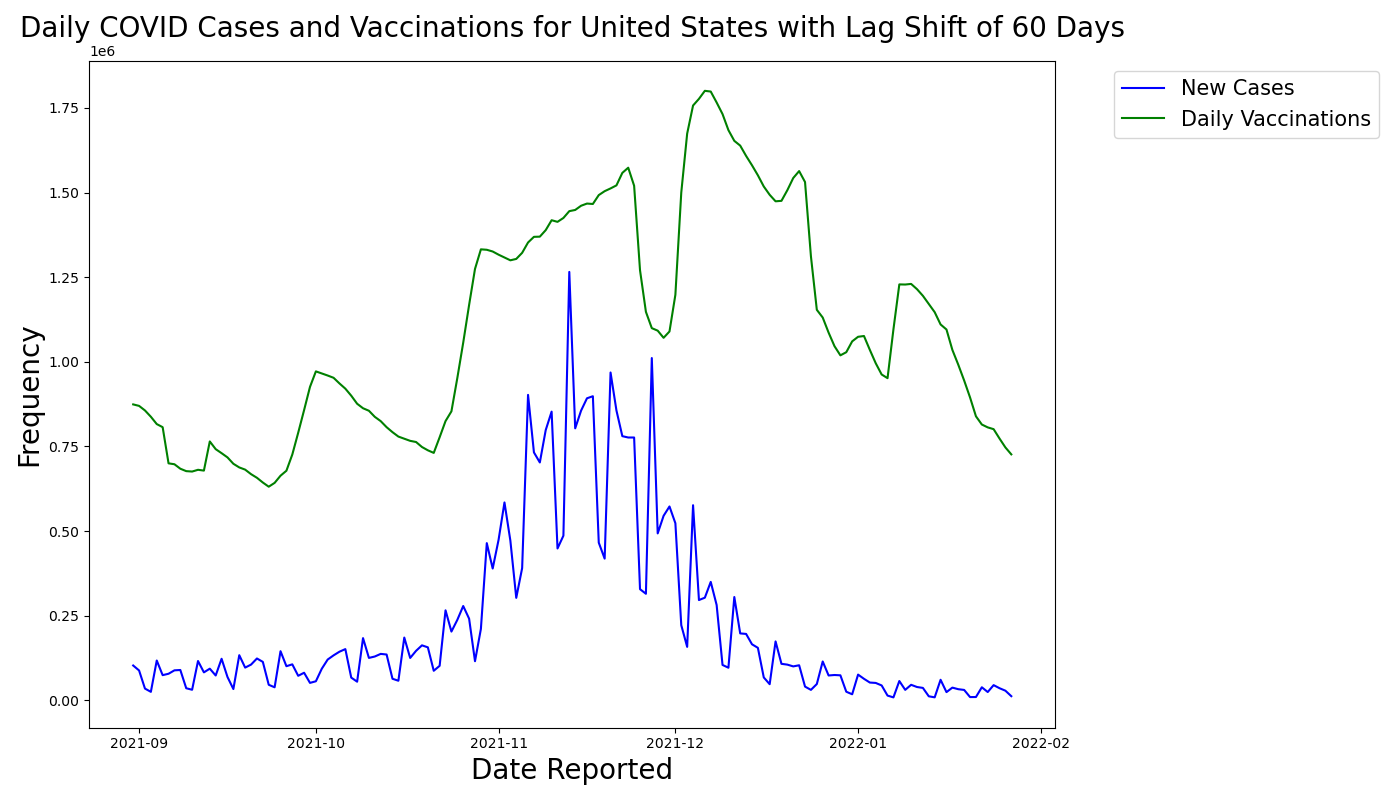 Daily COVID Cases and Vaccinations for United States with Lag Shift of 60 Days
1e6
New Cases
Daily Vaccinations
1.75
1.50
1.25
1.00
0.75
0.50
0.25
0.00
Frequency
2021-09 2021-10 2021-11 2021-12 2022-01 2022-02
Date Reported